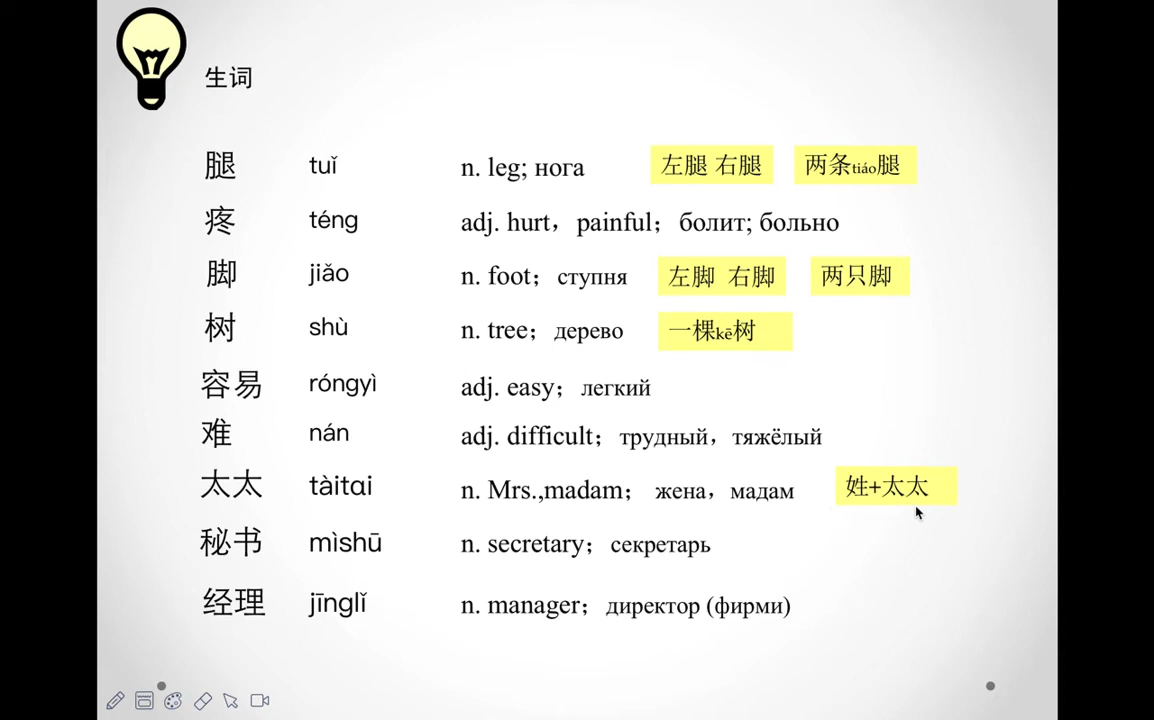 生词
腿 tuǐ n. leg; нога 左腿 右腿 两条tiáo腿
疼 téng adj. hurt，painful；болит; больно
脚 jiǎo n. foot；ступня 左脚 右脚 两只脚
树 shù n. tree；дерево 一棵kē树
容易 róngyì adj. easy；легкий
难 nán adj. difficult；трудный，тяжёлый
太太 tàitɑi n. Mrs.,madam；жена，мадам 姓+太太
秘书 mìshū n. secretary；секретарь
经理 jīnglǐ n. manager；директор (фирми)